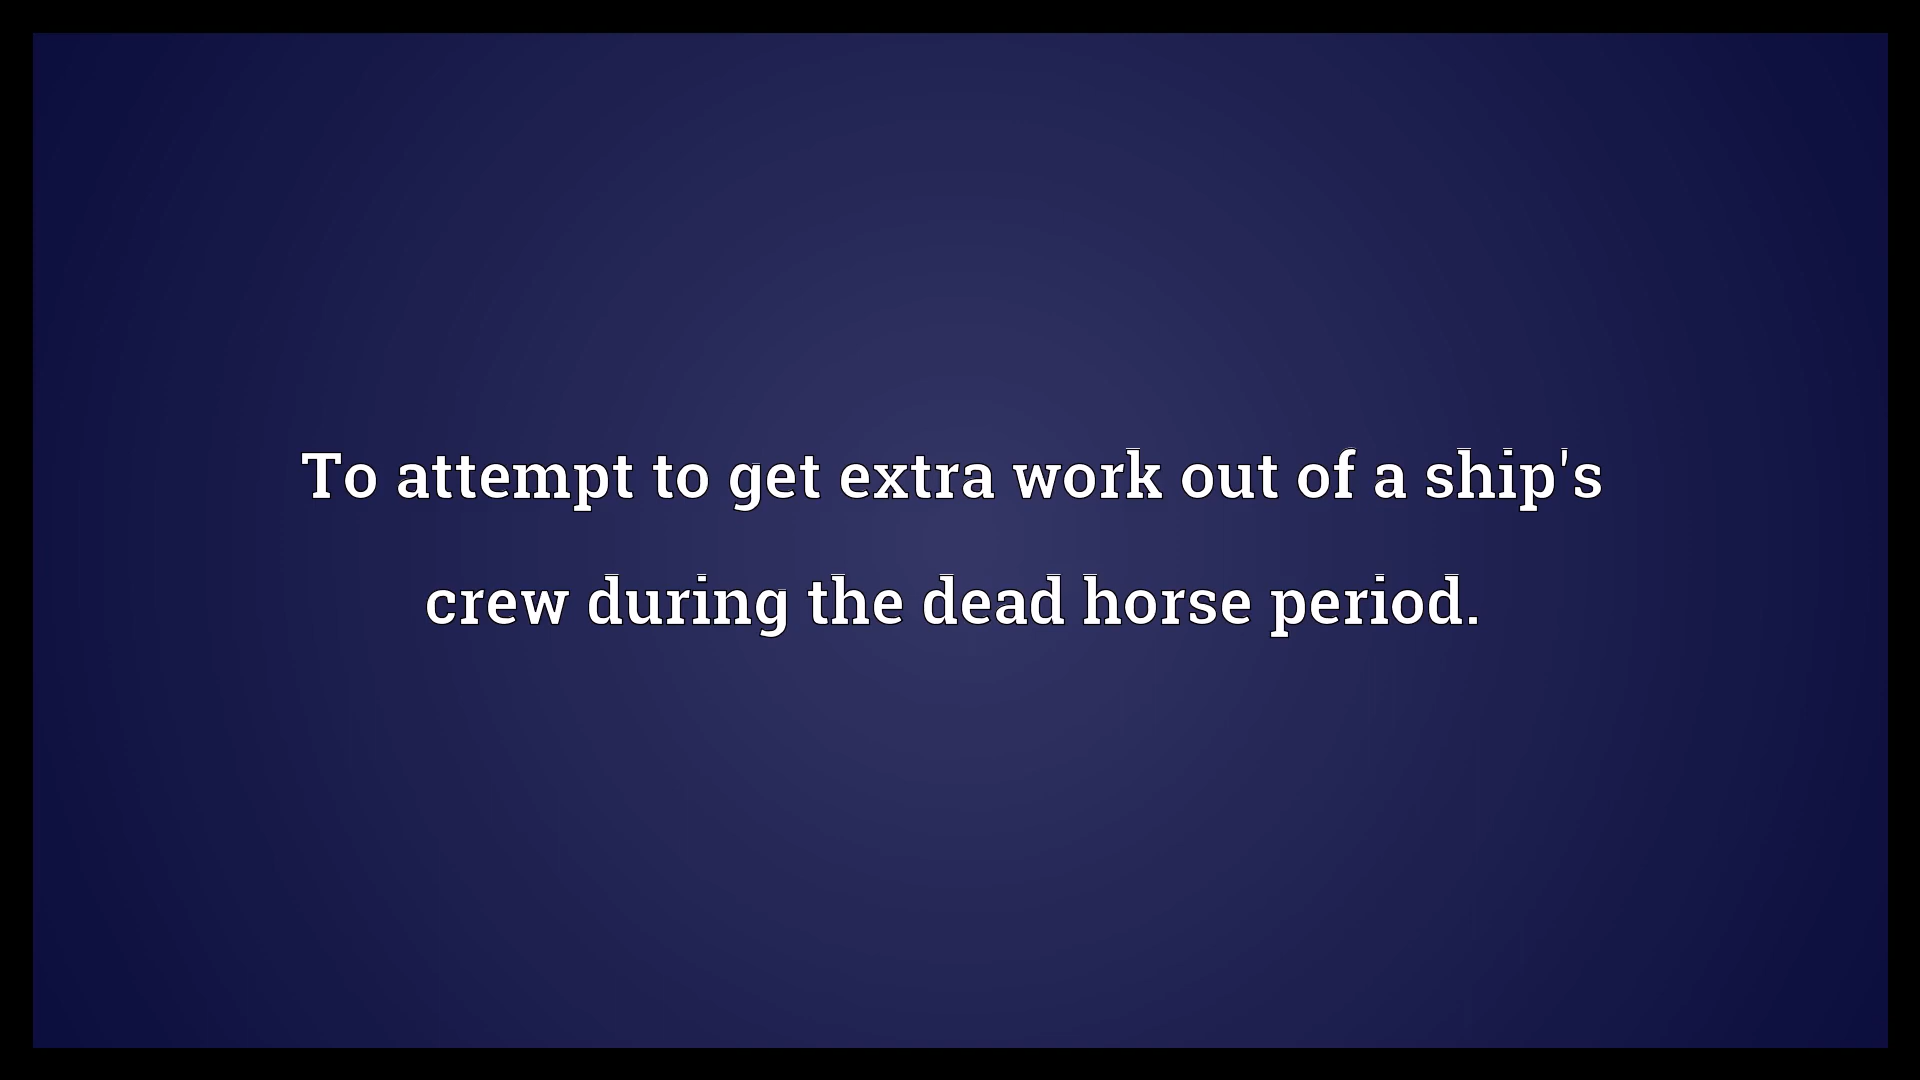 To attempt to get extra work out of a ship's
crew during the dead horse period.